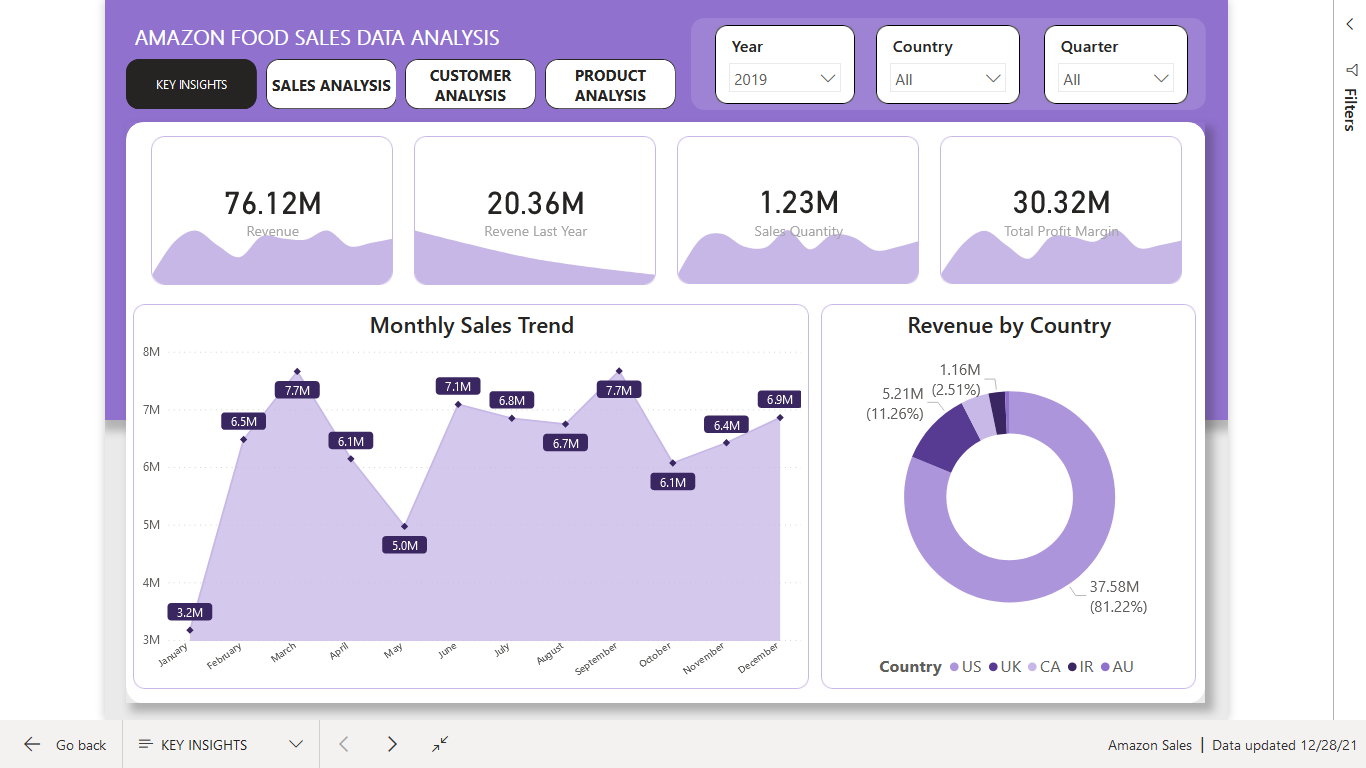 AMAZON FOOD SALES DATA ANALYSIS
KEY INSIGHTS
SALES ANALYSIS
CUSTOMER
ANALYSIS
PRODUCT
ANALYSIS
Year
2019
Country
All
Quarter
All
Filters
76.12M
Revenue
20.36M
Revene Last Year
1.23M
Sales Quantity
30.32M
Total Profit Margin
Monthly Sales Trend
8M
7M
6M
5M
4M
3M
3.2M
6.5M
7.7M
6.1M
5.0M
7.1M
6.8M
6.7M
7.7M
6.1M
6.4M
6.9M
January
February
March
April
May
June
July
August
September
October
November
December
Revenue by Country
1.16M
(2.51%)
5.21M
(11.26%)
37.58M
(81.22%)
Country US UK CA IR AU
Go back
KEY INSIGHTS
Amazon Sales | Data updated 12/28/21